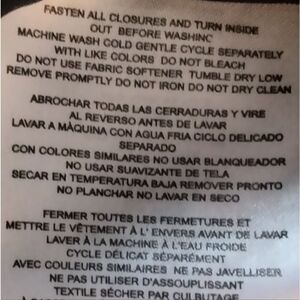 FASTEN ALL CLOSURES AND TURN INSIDE
OUT BEFORE WASHING
MACHINE WASH COLD GENTLE CYCLE SEPARATELY
WITH LIKE COLORS DO NOT BLEACH
DO NOT USE FABRIC SOFTENER TUMBLE DRY LOW
REMOVE PROMPTLY DO NOT IRON DO NOT DRY CLEAN
ABROCHAR TODAS LAS CERRADURAS Y VIRE
AL REVERSO ANTES DE LAVAR
LAVAR A MÀQUINA CON AGUA FRIA CICLO DELICADO
SEPARADO
CON COLORES SIMILARES NO USAR BLANQUEADOR
NO USAR SUAVIZANTE DE TELA
SECAR EN TEMPERATURA BAJA REMOVER PRONTO
NO PLANCHAR NO LAVAR EN SECO
FERMER TOUTES LES FERMETURES ET
METTRE LE VÊTEMENT À L' ENVERS AVANT DE LAVAR
LAVER À LA MACHINE À L'EAU FROIDE
CYCLE DÉLICAT SÉPARÉMENT
AVEC COULEURS SIMILAIRES NE PAS JAVELLISER
NE PAS UTILISER D'ASSOUPLISSANT
TEXTILE SÉCHER PAR CULBUTAGE